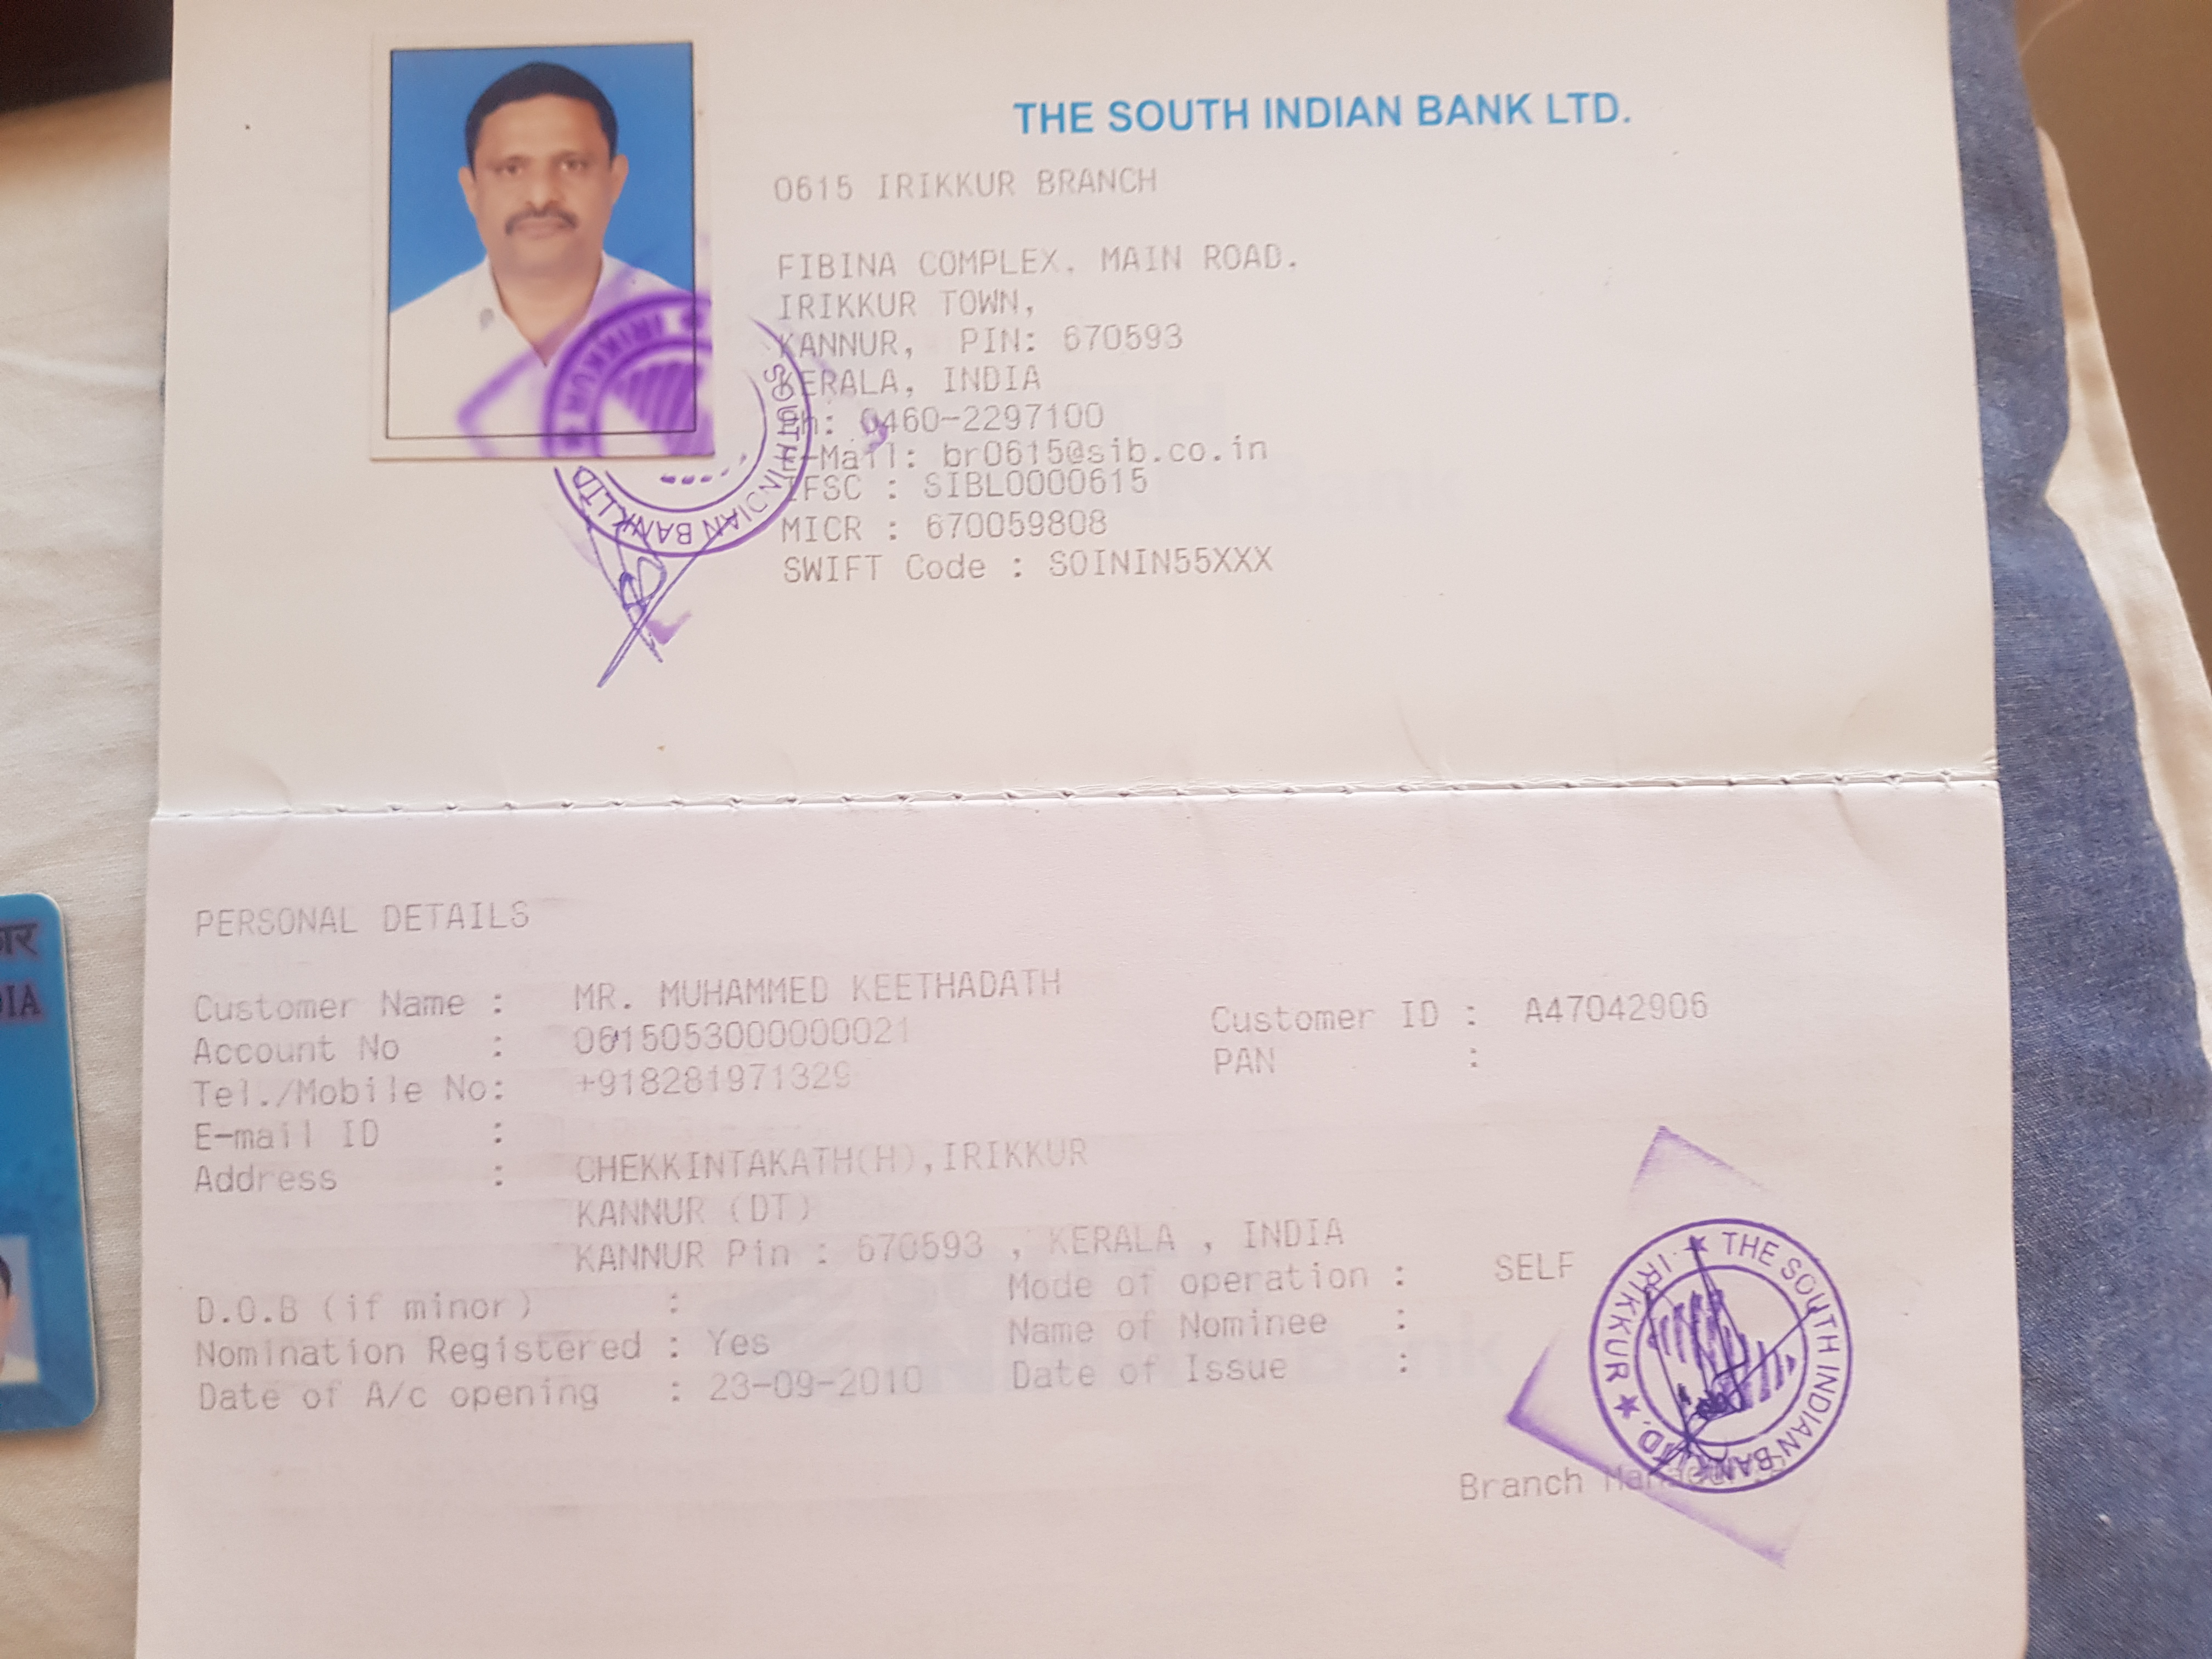 THE SOUTH INDIAN BANK LTD.
0615 IRIKKUR BRANCH
FIBINA COMPLEX, MAIN ROAD.
IRIKKUR TOWN,
KANNUR, PIN: 670593
KERALA, INDIA
Ph: 0460-2297100
E-Mail: br0615@sib.co.in
IFSC : SIBL0000615
MICR : 670059808
SWIFT Code : SOININ55XXX
SOUTH INDIAN BANK LTD ★ IRIKKUR ★
PERSONAL DETAILS
Customer Name : MR. MUHAMMED KEETHADATH
Customer ID : A47042906
Account No : 0615053000000021
PAN :
Tel./Mobile No: +918281971329
E-mail ID :
Address : CHEKKINTAKATH(H),IRIKKUR
KANNUR (DT)
KANNUR Pin : 670593 , KERALA , INDIA
Mode of operation : SELF
D.O.B (if minor) :
Name of Nominee :
Nomination Registered : Yes
Date of Issue :
Date of A/c opening : 23-09-2010
★ THE SOUTH INDIAN BANK LTD. ★ IRIKKUR
Branch Manager
DIA